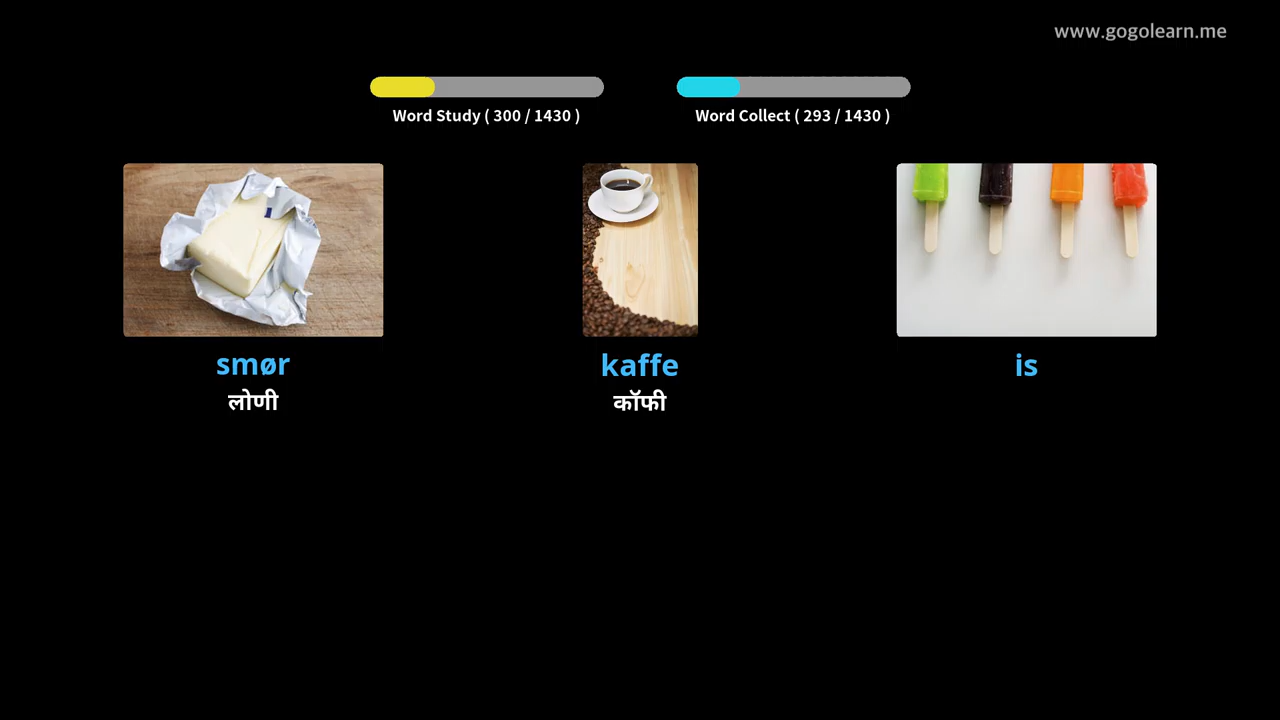 www.gogolearn.me
Word Study ( 300 / 1430 )
Word Collect ( 293 / 1430 )
smør
लोणी
kaffe
कॉफी
is